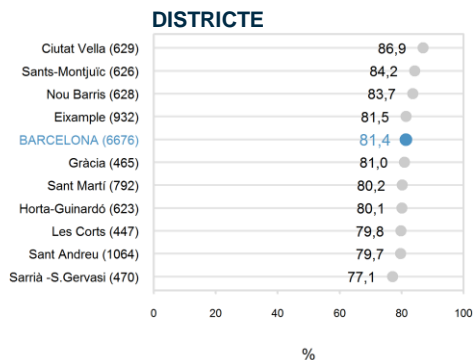 DISTRICTE
Ciutat Vella (629) 86,9
Sants-Montjuïc (626) 84,2
Nou Barris (628) 83,7
Eixample (932) 81,5
BARCELONA (6676) 81,4
Gràcia (465) 81,0
Sant Martí (792) 80,2
Horta-Guinardó (623) 80,1
Les Corts (447) 79,8
Sant Andreu (1064) 79,7
Sarrià -S.Gervasi (470) 77,1
0 20 40 60 80 100
%